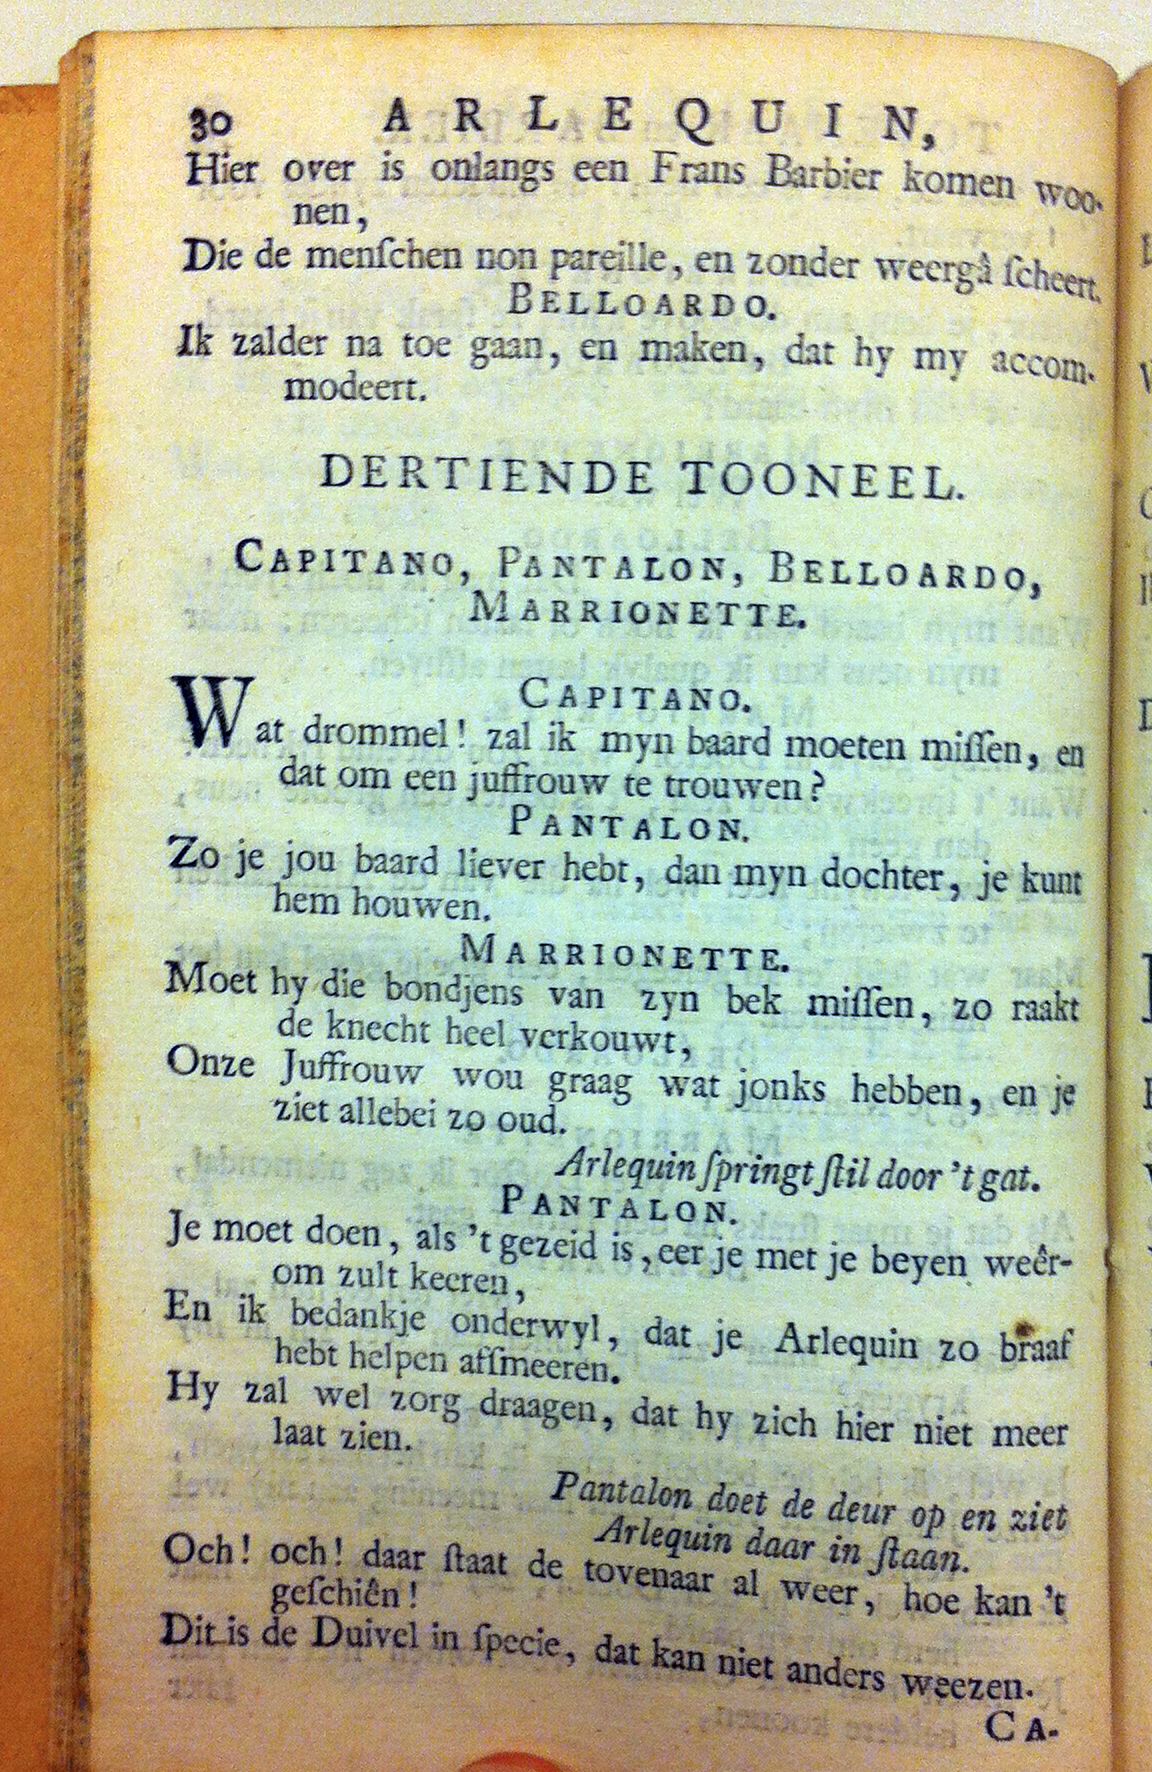 30 ARLEQUIN,
Hier over is onlangs een Frans Barbier komen woo-
nen,
Die de menſchen non pareille, en zonder weergâ ſcheert.
BELLOARDO.
Ik zalder na toe gaan, en maken, dat hy my accom-
modeert.
DERTIENDE TOONEEL.
CAPITANO, PANTALON, BELLOARDO,
MARRIONETTE.
CAPITANO.
Wat drommel! zal ik myn baard moeten miſſen, en
dat om een juffrouw te trouwen?
PANTALON.
Zo je jou baard liever hebt, dan myn dochter, je kunt
hem houwen.
MARRIONETTE.
Moet hy die bondjens van zyn bek miſſen, zo raakt
de knecht heel verkouwt,
Onze Juffrouw wou graag wat jonks hebben, en je
ziet allebei zo oud.
Arlequin ſpringt ſtil door 't gat.
PANTALON.
Je moet doen, als 't gezeid is, eer je met je beyen weêr-
om zult keeren,
En ik bedankje onderwyl, dat je Arlequin zo braaf
hebt helpen afſmeeren.
Hy zal wel zorg draagen, dat hy zich hier niet meer
laat zien.
Pantalon doet de deur op en ziet
Arlequin daar in ſtaan.
Och! och! daar ſtaat de tovenaar al weer, hoe kan 't
geſchiên!
Dit is de Duivel in ſpecie, dat kan niet anders weezen.
CA-